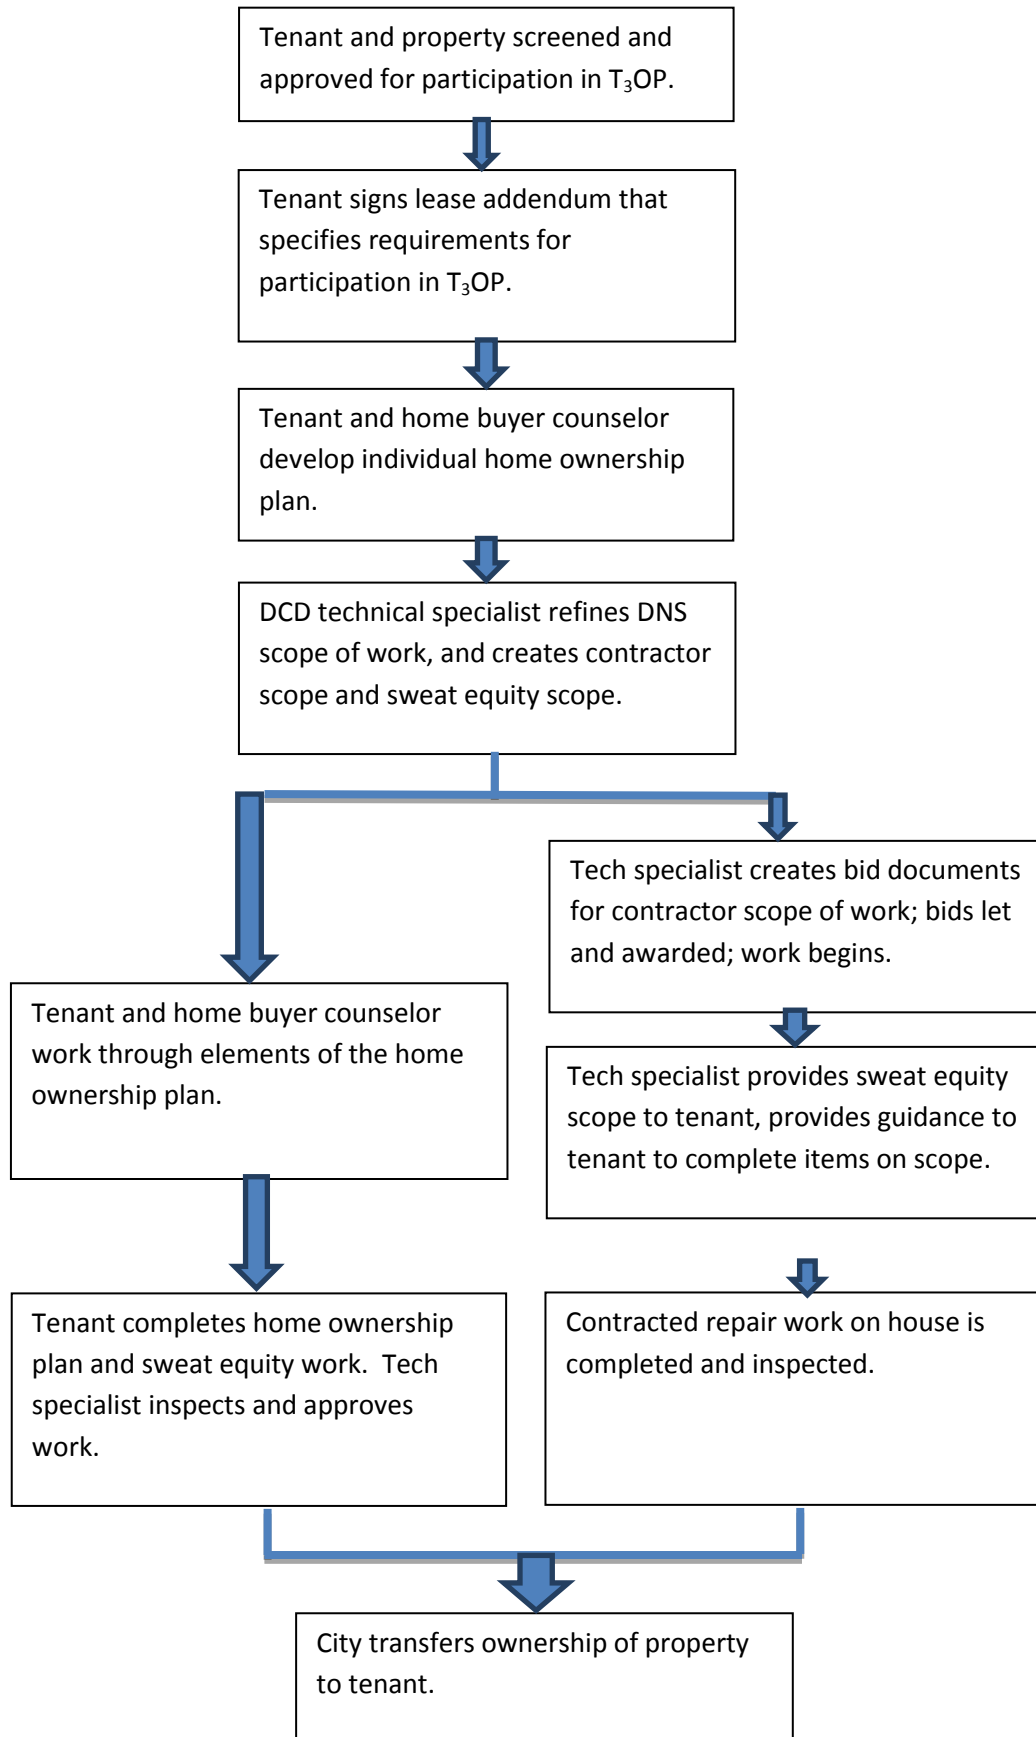 Tenant and property screened and
approved for participation in T₃OP.
Tenant signs lease addendum that
specifies requirements for
participation in T₃OP.
Tenant and home buyer counselor
develop individual home ownership
plan.
DCD technical specialist refines DNS
scope of work, and creates contractor
scope and sweat equity scope.
Tech specialist creates bid documents
for contractor scope of work; bids let
and awarded; work begins.
Tenant and home buyer counselor
work through elements of the home
ownership plan.
Tech specialist provides sweat equity
scope to tenant, provides guidance to
tenant to complete items on scope.
Tenant completes home ownership
plan and sweat equity work.  Tech
specialist inspects and approves
work.
Contracted repair work on house is
completed and inspected.
City transfers ownership of property
to tenant.